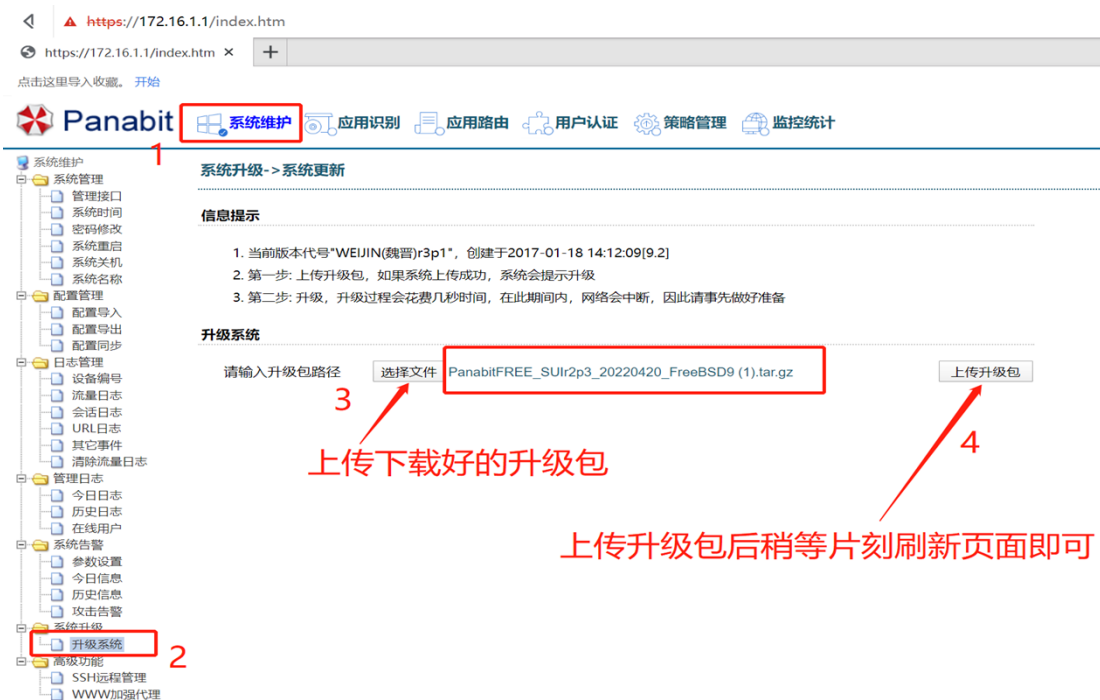 https://172.16.1.1/index.htm
https://172.16.1.1/index.htm × +
点击这里导入收藏。 开始
Panabit 系统维护 应用识别 应用路由 用户认证 策略管理 监控统计
1
系统维护
系统管理
管理接口
系统时间
密码修改
系统重启
系统关机
系统名称
配置管理
配置导入
配置导出
配置同步
日志管理
设备编号
流量日志
会话日志
URL日志
其它事件
清除流量日志
管理日志
今日日志
历史日志
在线用户
系统告警
参数设置
今日信息
历史信息
攻击告警
系统升级
升级系统
2
高级功能
SSH远程管理
WWW加强代理
系统升级->系统更新
信息提示
1. 当前版本代号"WEIJIN(魏晋)r3p1"，创建于2017-01-18 14:12:09[9.2]
2. 第一步: 上传升级包，如果系统上传成功，系统会提示升级
3. 第二步: 升级，升级过程会花费几秒时间，在此期间内，网络会中断，因此请事先做好准备
升级系统
请输入升级包路径 选择文件 PanabitFREE_SUIr2p3_20220420_FreeBSD9 (1).tar.gz 上传升级包
3
4
上传下载好的升级包
上传升级包后稍等片刻刷新页面即可